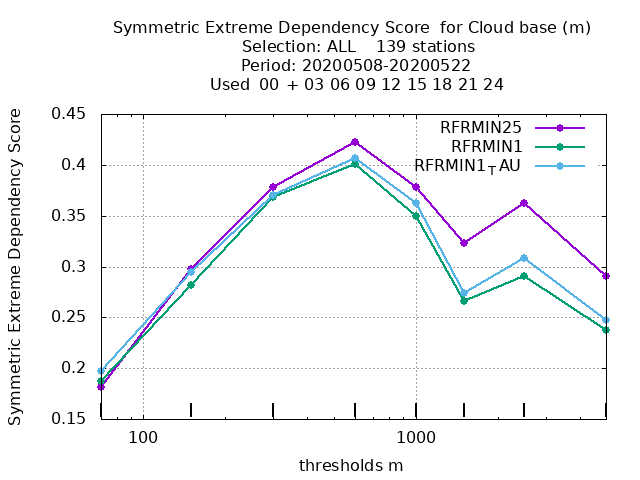 Symmetric Extreme Dependency Score  for Cloud base (m)
Selection: ALL    139 stations
Period: 20200508-20200522
Used  00 + 03 06 09 12 15 18 21 24
Symmetric Extreme Dependency Score
0.45
0.4
0.35
0.3
0.25
0.2
0.15
RFRMIN25
RFRMIN1
RFRMIN1TAU
100
1000
thresholds m